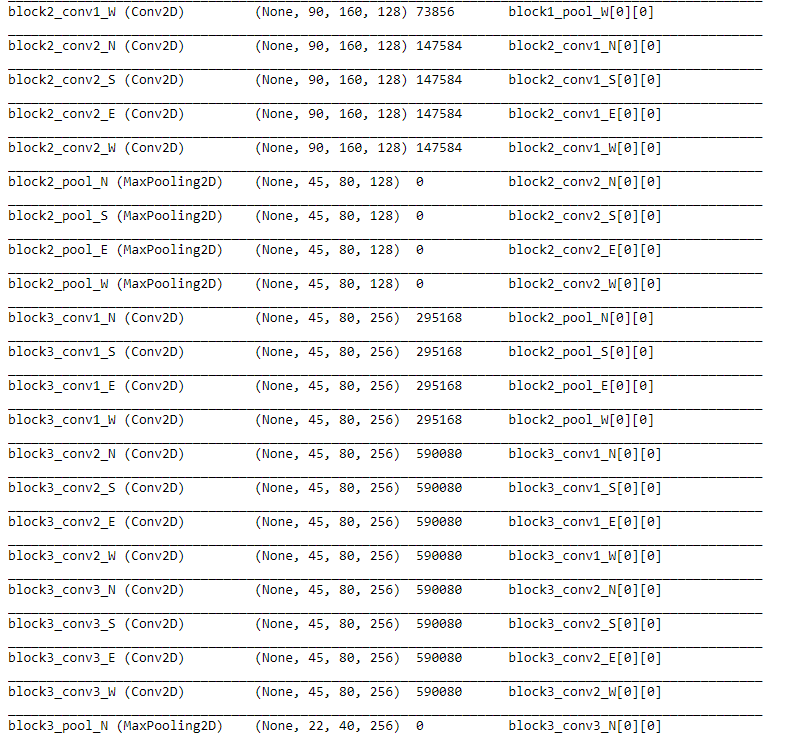 block2_conv1_W (Conv2D) (None, 90, 160, 128) 73856 block1_pool_W[0][0]
block2_conv2_N (Conv2D) (None, 90, 160, 128) 147584 block2_conv1_N[0][0]
block2_conv2_S (Conv2D) (None, 90, 160, 128) 147584 block2_conv1_S[0][0]
block2_conv2_E (Conv2D) (None, 90, 160, 128) 147584 block2_conv1_E[0][0]
block2_conv2_W (Conv2D) (None, 90, 160, 128) 147584 block2_conv1_W[0][0]
block2_pool_N (MaxPooling2D) (None, 45, 80, 128) 0 block2_conv2_N[0][0]
block2_pool_S (MaxPooling2D) (None, 45, 80, 128) 0 block2_conv2_S[0][0]
block2_pool_E (MaxPooling2D) (None, 45, 80, 128) 0 block2_conv2_E[0][0]
block2_pool_W (MaxPooling2D) (None, 45, 80, 128) 0 block2_conv2_W[0][0]
block3_conv1_N (Conv2D) (None, 45, 80, 256) 295168 block2_pool_N[0][0]
block3_conv1_S (Conv2D) (None, 45, 80, 256) 295168 block2_pool_S[0][0]
block3_conv1_E (Conv2D) (None, 45, 80, 256) 295168 block2_pool_E[0][0]
block3_conv1_W (Conv2D) (None, 45, 80, 256) 295168 block2_pool_W[0][0]
block3_conv2_N (Conv2D) (None, 45, 80, 256) 590080 block3_conv1_N[0][0]
block3_conv2_S (Conv2D) (None, 45, 80, 256) 590080 block3_conv1_S[0][0]
block3_conv2_E (Conv2D) (None, 45, 80, 256) 590080 block3_conv1_E[0][0]
block3_conv2_W (Conv2D) (None, 45, 80, 256) 590080 block3_conv1_W[0][0]
block3_conv3_N (Conv2D) (None, 45, 80, 256) 590080 block3_conv2_N[0][0]
block3_conv3_S (Conv2D) (None, 45, 80, 256) 590080 block3_conv2_S[0][0]
block3_conv3_E (Conv2D) (None, 45, 80, 256) 590080 block3_conv2_E[0][0]
block3_conv3_W (Conv2D) (None, 45, 80, 256) 590080 block3_conv2_W[0][0]
block3_pool_N (MaxPooling2D) (None, 22, 40, 256) 0 block3_conv3_N[0][0]